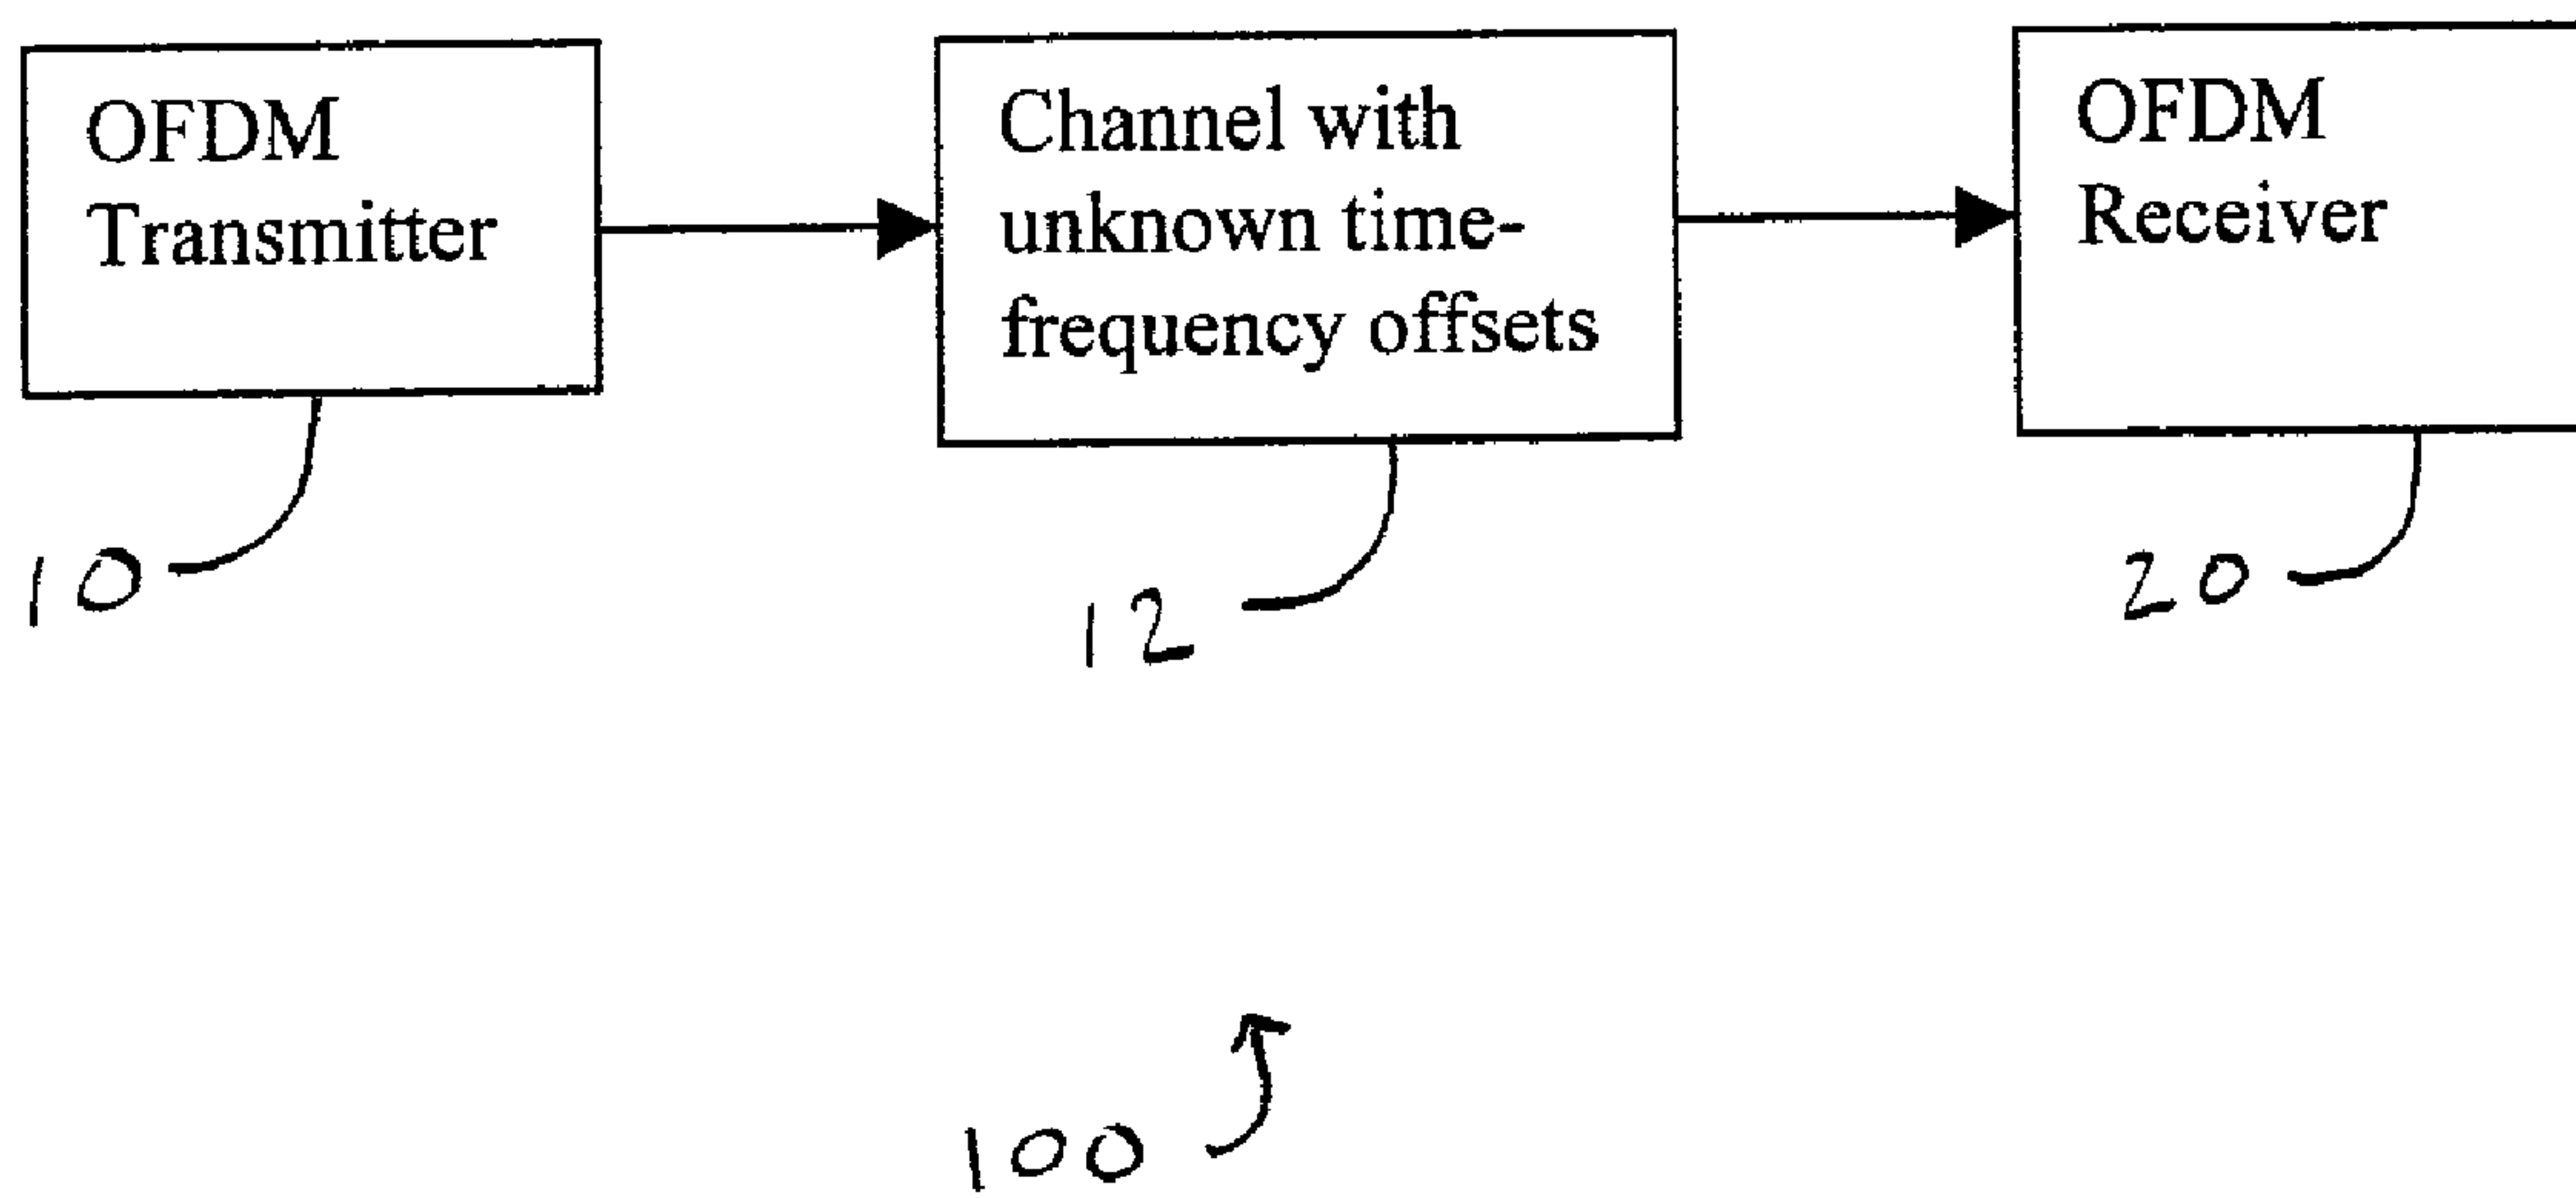 OFDM
Transmitter
Channel with
unknown time-
frequency offsets
OFDM
Receiver
10
12
20
100